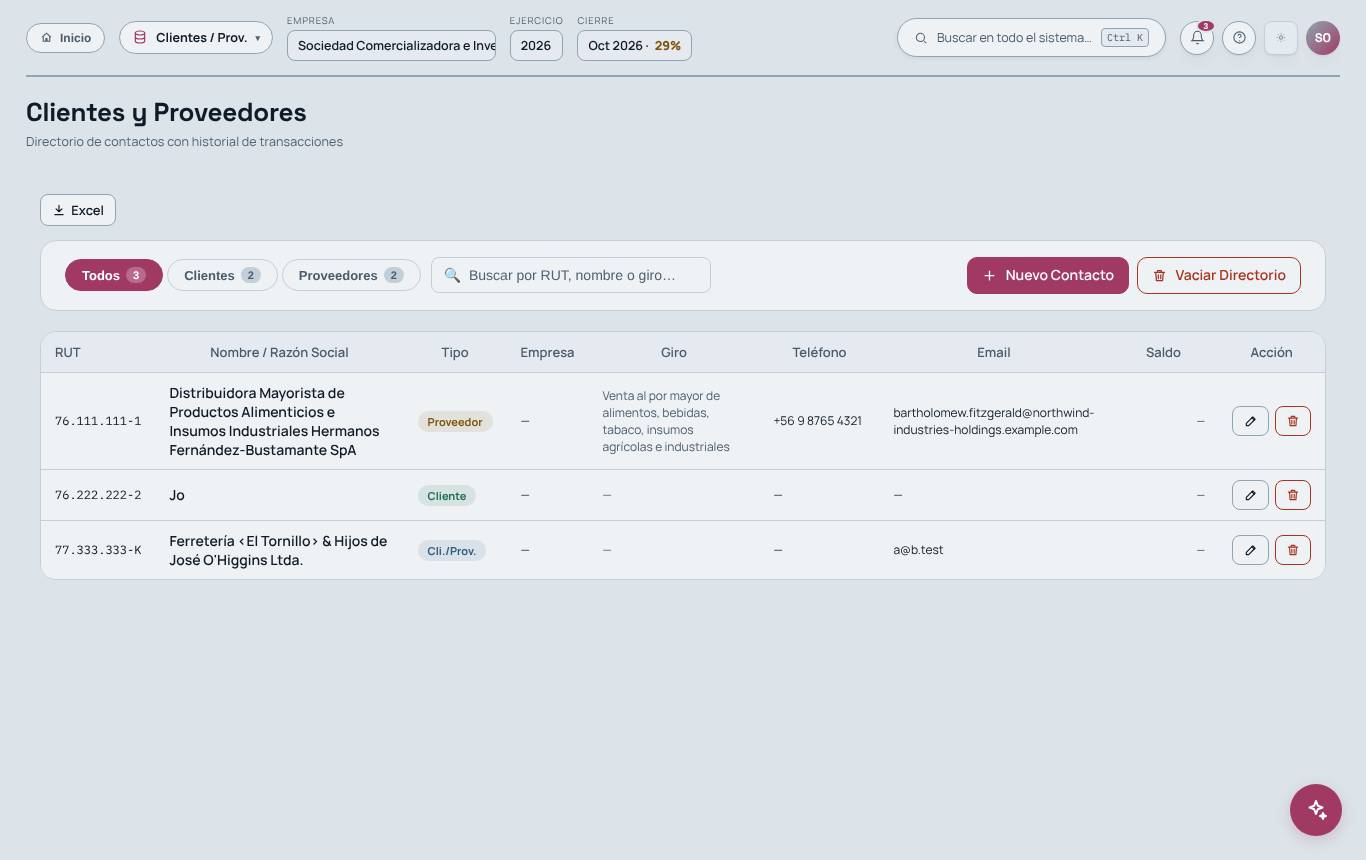 Inicio
Clientes / Prov. ▾
EMPRESA
Sociedad Comercializadora e Inve
EJERCICIO
2026
CIERRE
Oct 2026 · 29%
Buscar en todo el sistema… Ctrl K
3
SO
Clientes y Proveedores
Directorio de contactos con historial de transacciones
Excel
Todos 3
Clientes 2
Proveedores 2
Buscar por RUT, nombre o giro…
Nuevo Contacto
Vaciar Directorio
RUT Nombre / Razón Social Tipo Empresa Giro Teléfono Email Saldo Acción
76.111.111-1
Distribuidora Mayorista de
Productos Alimenticios e
Insumos Industriales Hermanos
Fernández-Bustamante SpA
Proveedor
—
Venta al por mayor de
alimentos, bebidas,
tabaco, insumos
agrícolas e industriales
+56 9 8765 4321
bartholomew.fitzgerald@northwind-
industries-holdings.example.com
—
76.222.222-2 Jo Cliente — — — — —
77.333.333-K
Ferretería <El Tornillo> & Hijos de
José O'Higgins Ltda.
Cli./Prov.
— — — a@b.test —